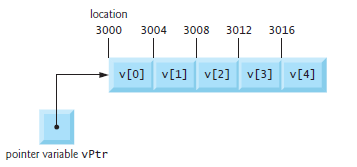 location
3000 3004 3008 3012 3016
v[0] v[1] v[2] v[3] v[4]
pointer variable vPtr